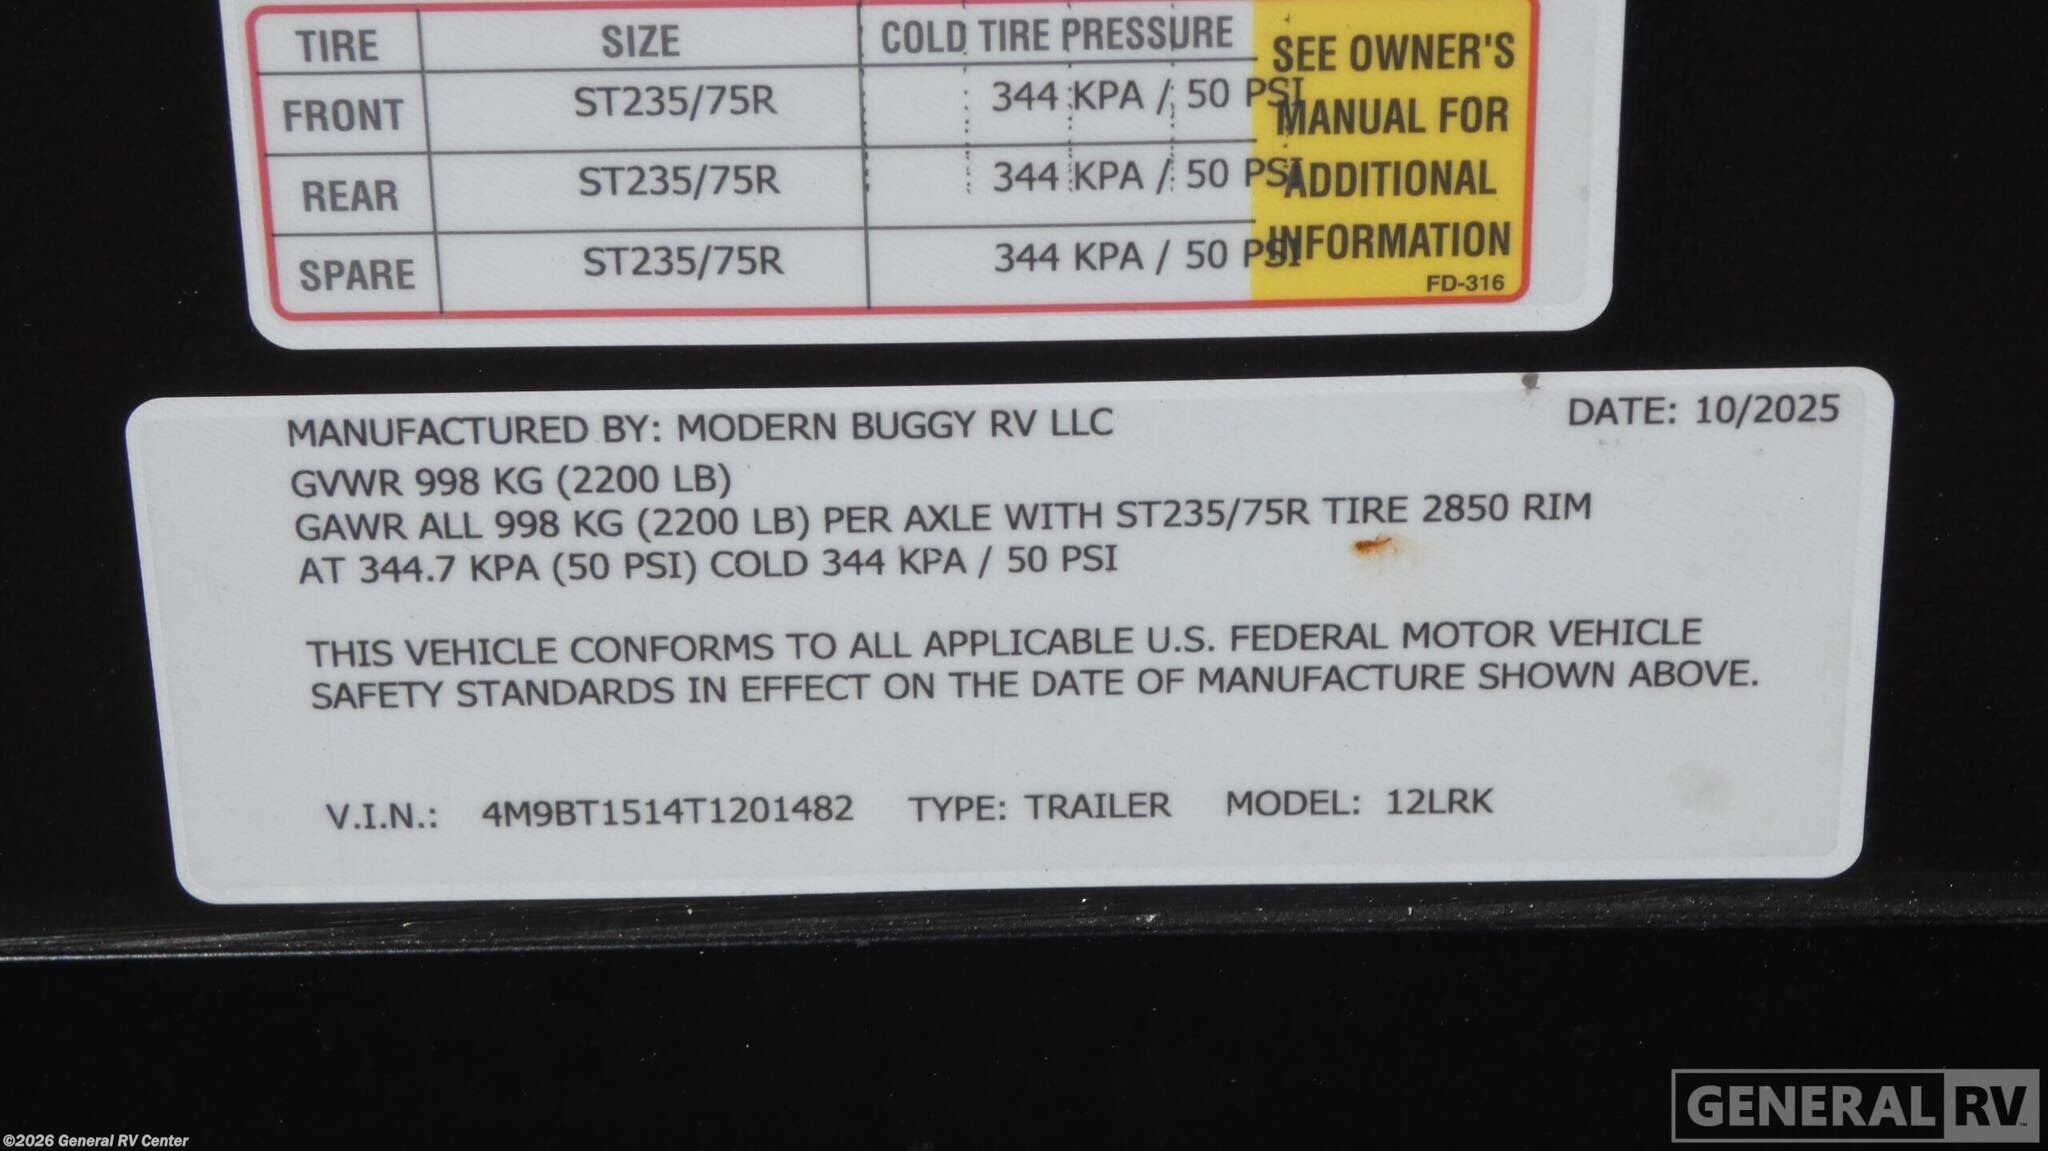 TIRE SIZE COLD TIRE PRESSURE SEE OWNER'S
FRONT ST235/75R 344 KPA / 50 PSI MANUAL FOR
REAR ST235/75R 344 KPA / 50 PSI ADDITIONAL
SPARE ST235/75R 344 KPA / 50 PSI INFORMATION
FD-316
MANUFACTURED BY: MODERN BUGGY RV LLC DATE: 10/2025
GVWR 998 KG (2200 LB)
GAWR ALL 998 KG (2200 LB) PER AXLE WITH ST235/75R TIRE 2850 RIM
AT 344.7 KPA (50 PSI) COLD 344 KPA / 50 PSI
THIS VEHICLE CONFORMS TO ALL APPLICABLE U.S. FEDERAL MOTOR VEHICLE
SAFETY STANDARDS IN EFFECT ON THE DATE OF MANUFACTURE SHOWN ABOVE.
V.I.N.: 4M9BT1514T1201482 TYPE: TRAILER MODEL: 12LRK
GENERAL RV
©2026 General RV Center